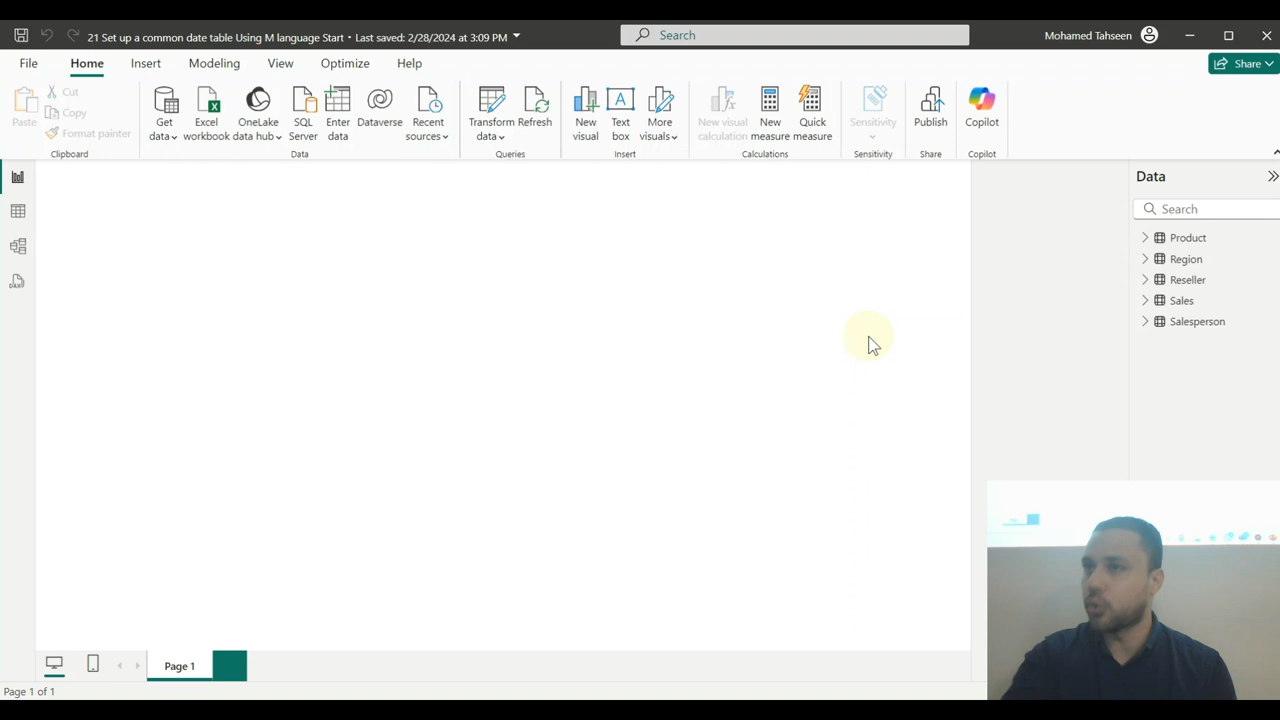 21 Set up a common date table Using M language Start • Last saved: 2/28/2024 at 3:09 PM
Search
Mohamed Tahseen
File
Home
Insert
Modeling
View
Optimize
Help
Share
Paste
Cut
Copy
Format painter
Clipboard
Get data
Excel workbook
OneLake data hub
SQL Server
Enter data
Dataverse
Recent sources
Data
Transform data
Refresh
Queries
New visual
Text box
More visuals
Insert
New visual calculation
New measure
Quick measure
Calculations
Sensitivity
Sensitivity
Publish
Share
Copilot
Copilot
DAX
Data
Search
Product
Region
Reseller
Sales
Salesperson
Page 1
Page 1 of 1